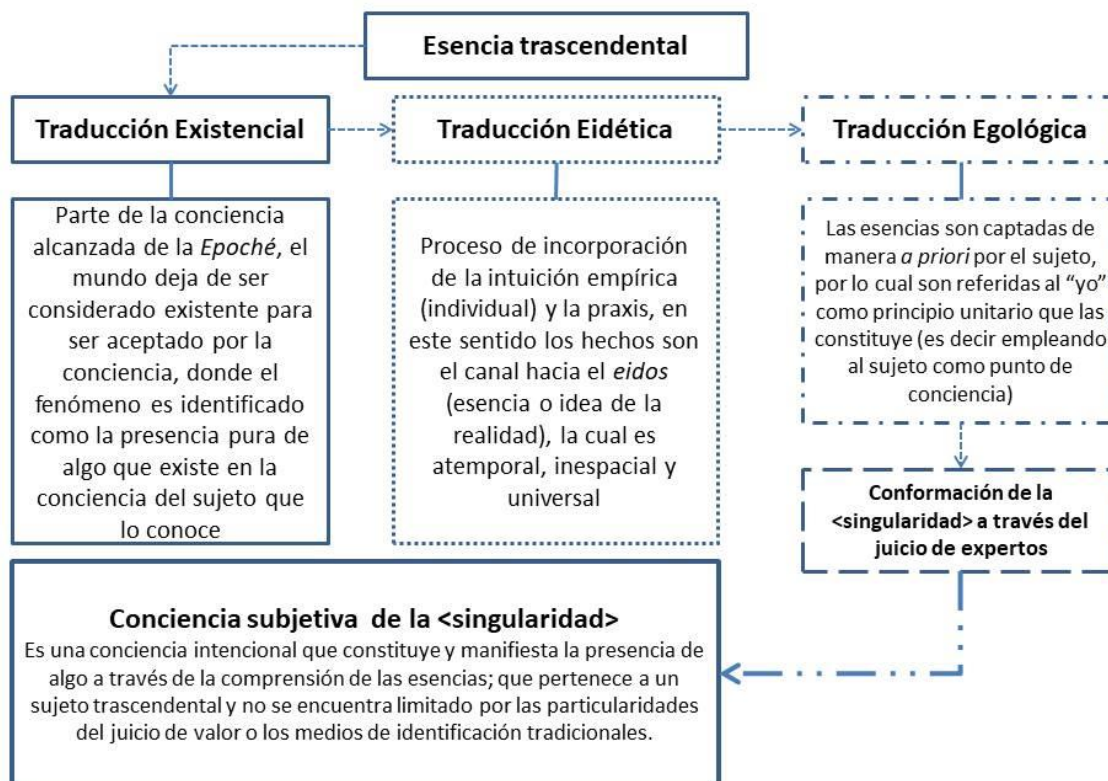 Esencia trascendental
Traducción Existencial
Traducción Eidética
Traducción Egológica
Parte de la conciencia
alcanzada de la Epoché, el
mundo deja de ser
considerado existente para
ser aceptado por la
conciencia, donde el
fenómeno es identificado
como la presencia pura de
algo que existe en la
conciencia del sujeto que
lo conoce
Proceso de incorporación
de la intuición empírica
(individual) y la praxis, en
este sentido los hechos son
el canal hacia el eidos
(esencia o idea de la
realidad), la cual es
atemporal, inespacial y
universal
Las esencias son captadas de
manera a priori por el sujeto,
por lo cual son referidas al “yo”
como principio unitario que las
constituye (es decir empleando
al sujeto como punto de
conciencia)
Conformación de la
<singularidad> a través del
juicio de expertos
Conciencia subjetiva de la <singularidad>
Es una conciencia intencional que constituye y manifiesta la presencia de
algo a través de la comprensión de las esencias; que pertenece a un
sujeto trascendental y no se encuentra limitado por las particularidades
del juicio de valor o los medios de identificación tradicionales.